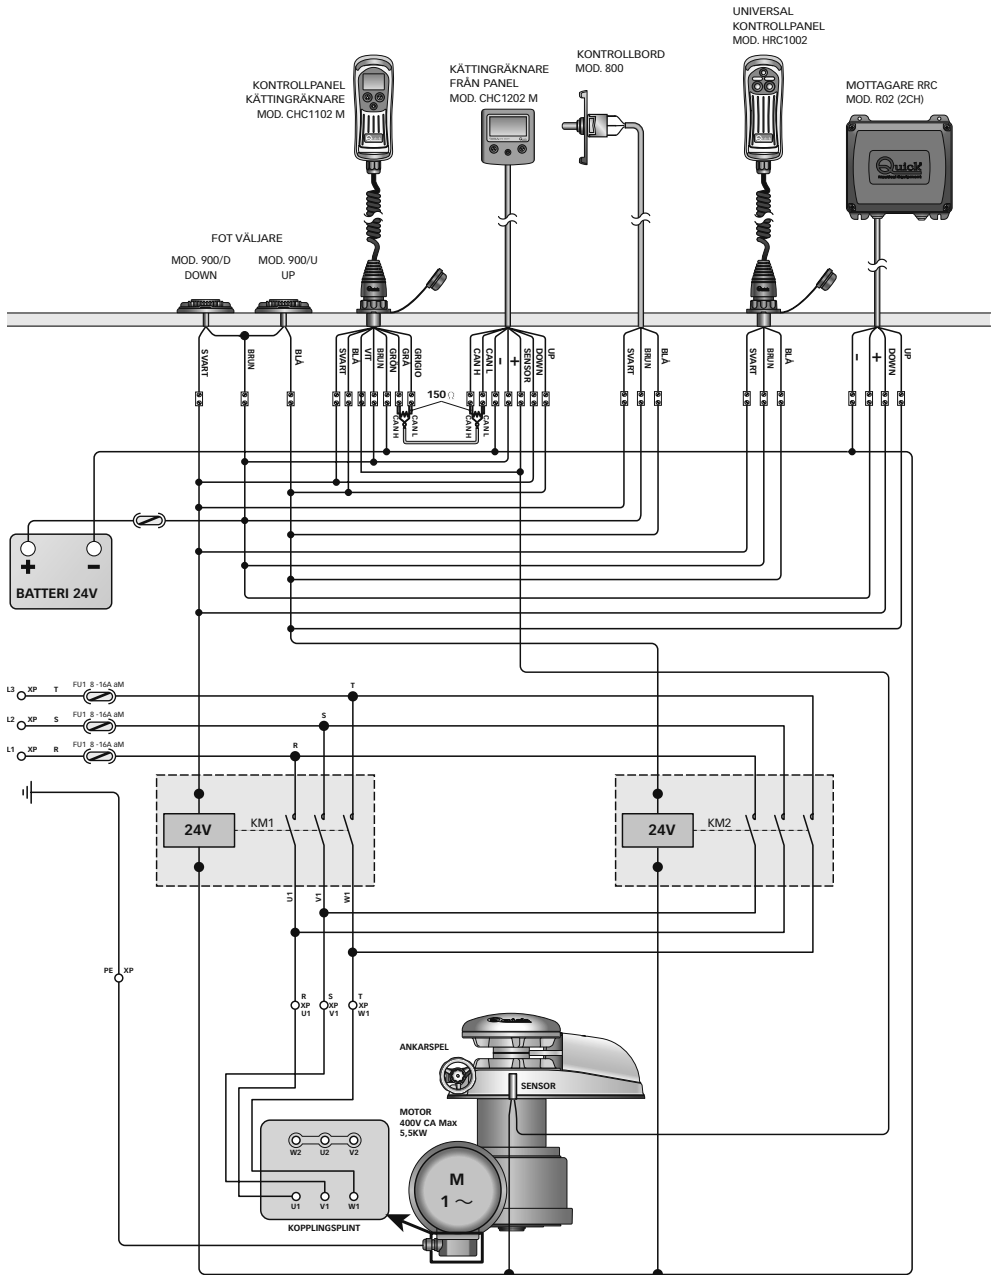 UNIVERSAL
KONTROLLPANEL
MOD. HRC1002
KONTROLLBORD
MOD. 800
KÄTTINGRÄKNARE
FRÅN PANEL
MOD. CHC1202 M
KONTROLLPANEL
KÄTTINGRÄKNARE
MOD. CHC1102 M
MOTTAGARE RRC
MOD. R02 (2CH)
Quick
FOT VÄLJARE
MOD. 900/D
DOWN
MOD. 900/U
UP
SVART
BRUN
BLÅ
SVART
BLÅ
VIT
BRUN
GRÖN
GRÅ
GRIGIO
CAN H
CAN L
-
+
SENSOR
DOWN
UP
SVART
BRUN
BLÅ
SVART
BRUN
BLÅ
-
+
DOWN
UP
150 Ω
CAN H
CAN L
CAN H
CAN L
+
-
BATTERI 24V
L3 XP T FU1 8 -16A aM T
L2 XP S FU1 8 -16A aM S
L1 XP R FU1 8 -16A aM R
24V KM1
24V KM2
U1
V1
W1
PE XP
R
XP
U1
S
XP
V1
T
XP
W1
ANKARSPEL
SENSOR
MOTOR
400V CA Max
5,5KW
W2 U2 V2
U1 V1 W1
KOPPLINGSPLINT
M
1 ~